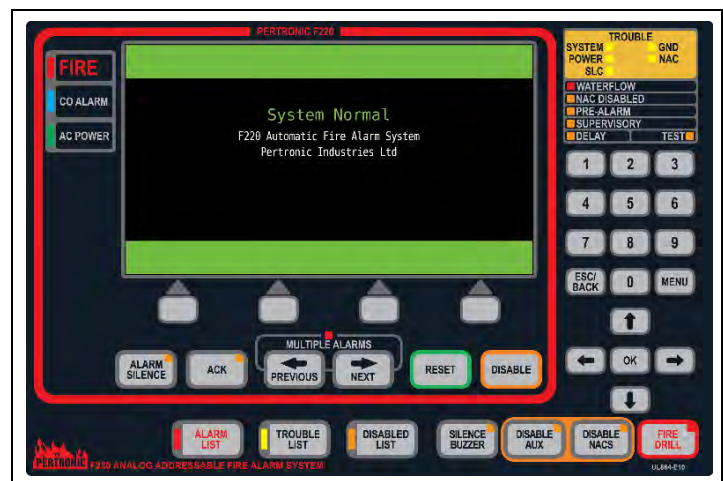 PERTRONIC F220
FIRE
CO ALARM
AC POWER
System Normal
F220 Automatic Fire Alarm System
Pertronic Industries Ltd
MULTIPLE ALARMS
ALARM
SILENCE
ACK
PREVIOUS
NEXT
RESET
DISABLE
TROUBLE
SYSTEM
GND
POWER
NAC
SLC
WATERFLOW
NAC DISABLED
PRE-ALARM
SUPERVISORY
DELAY
TEST
1 2 3
4 5 6
7 8 9
ESC/
BACK
0
MENU
OK
ALARM
LIST
TROUBLE
LIST
DISABLED
LIST
SILENCE
BUZZER
DISABLE
AUX
DISABLE
NACS
FIRE
DRILL
PERTRONIC
F220 ANALOG ADDRESSABLE FIRE ALARM SYSTEM
UL864-E10